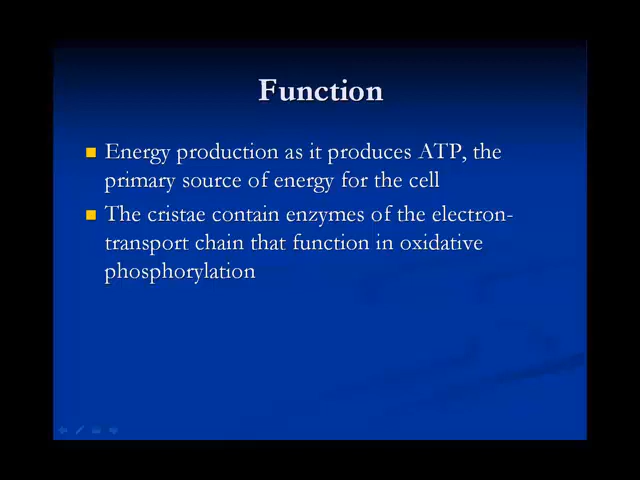 Function
Energy production as it produces ATP, the
primary source of energy for the cell
The cristae contain enzymes of the electron-
transport chain that function in oxidative
phosphorylation